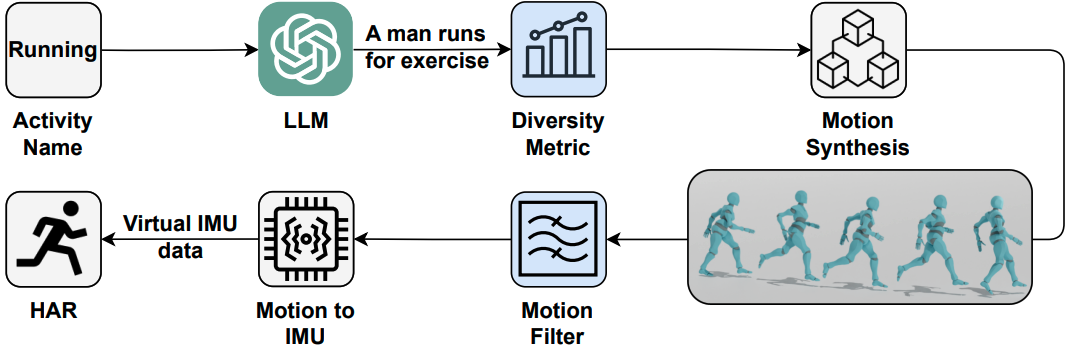 Running
A man runs
for exercise
Activity
Name
LLM
Diversity
Metric
Motion
Synthesis
Virtual IMU
data
HAR
Motion to
IMU
Motion
Filter